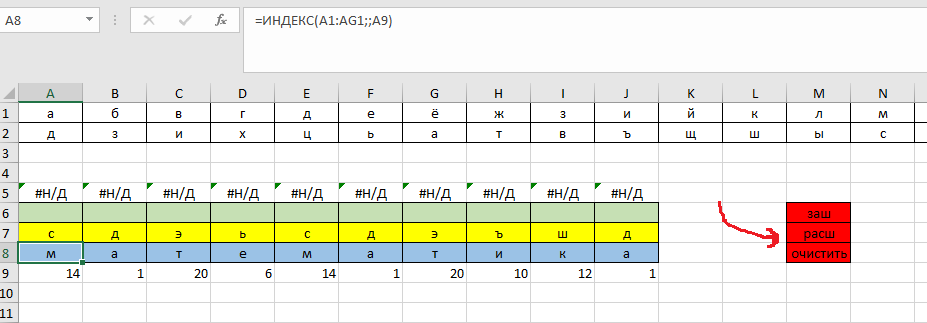 A8 fx =ИНДЕКС(A1:AG1;;A9)
A B C D E F G H I J K L M N
1 а б в г д е ё ж з и й к л м
2 д з и х ц ь а т в ъ щ ш ы с
3
4
5 #Н/Д #Н/Д #Н/Д #Н/Д #Н/Д #Н/Д #Н/Д #Н/Д #Н/Д #Н/Д
6 заш
7 с д э ь с д э ъ ш д расш
8 м а т е м а т и к а очистить
9 14 1 20 6 14 1 20 10 12 1
10
11